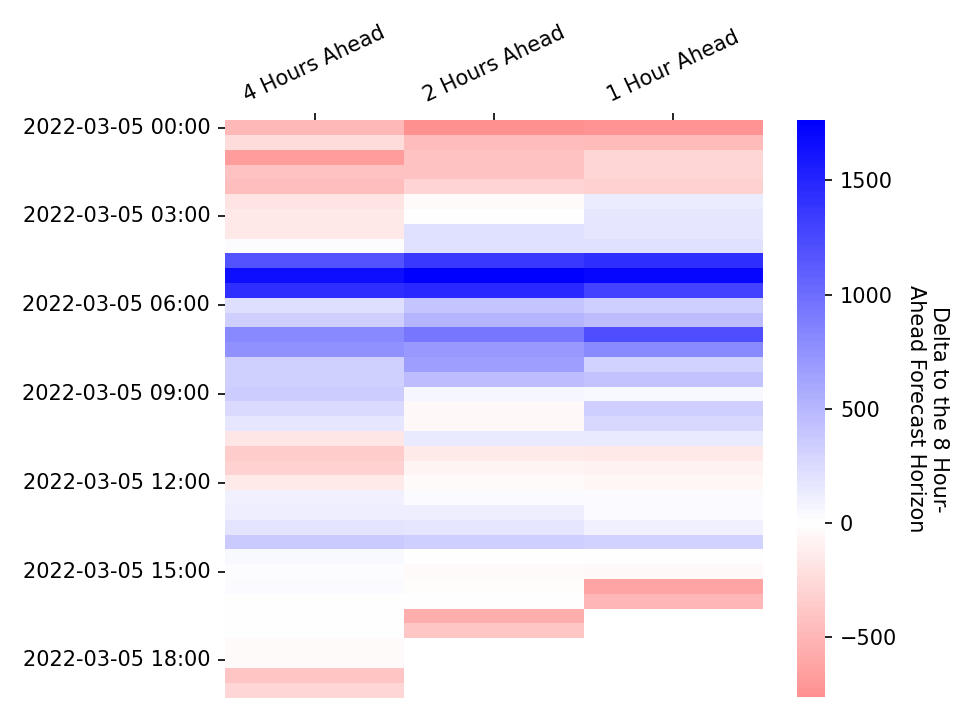 4 Hours Ahead
2 Hours Ahead
1 Hour Ahead
2022-03-05 00:00
2022-03-05 03:00
2022-03-05 06:00
2022-03-05 09:00
2022-03-05 12:00
2022-03-05 15:00
2022-03-05 18:00
1500
1000
500
0
−500
Delta to the 8 Hour-
Ahead Forecast Horizon